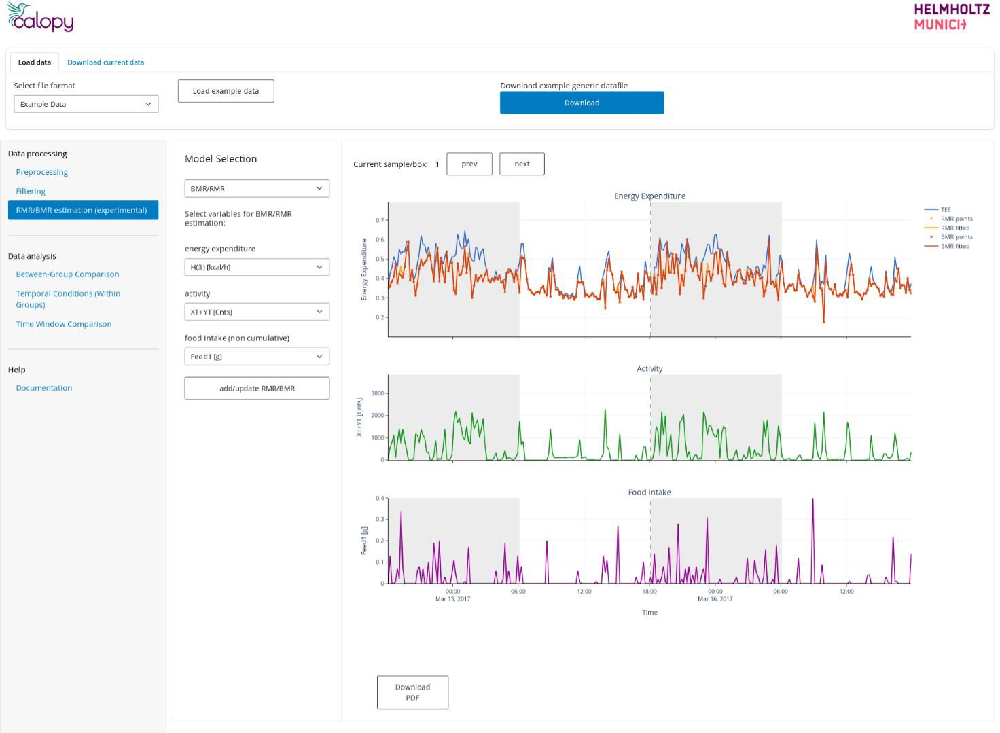 calopy
HELMHOLTZ
MUNICH
Load data
Download current data
Select file format
Example Data
Load example data
Download example generic datafile
Download
Data processing
Preprocessing
Filtering
RMR/BMR estimation (experimental)
Data analysis
Between-Group Comparison
Temporal Conditions (Within
Groups)
Time Window Comparison
Help
Documentation
Model Selection
BMR/RMR
Select variables for BMR/RMR
estimation:
energy expenditure
H(3) [kcal/h]
activity
XT+YT [Cnts]
food intake (non cumulative)
Feed1 [g]
add/update RMR/BMR
Current sample/box: 1
prev
next
Energy Expenditure
Energy Expenditure
0.7
0.6
0.5
0.4
0.3
0.2
TEE
RMR points
RMR fitted
BMR points
BMR fitted
Activity
XT+YT [Cnts]
3000
2000
1000
0
Food intake
Feed1 [g]
0.4
0.3
0.2
0.1
0
00:00 06:00 12:00 18:00 00:00 06:00 12:00
Mar 15, 2017 Mar 16, 2017
Time
Download
PDF